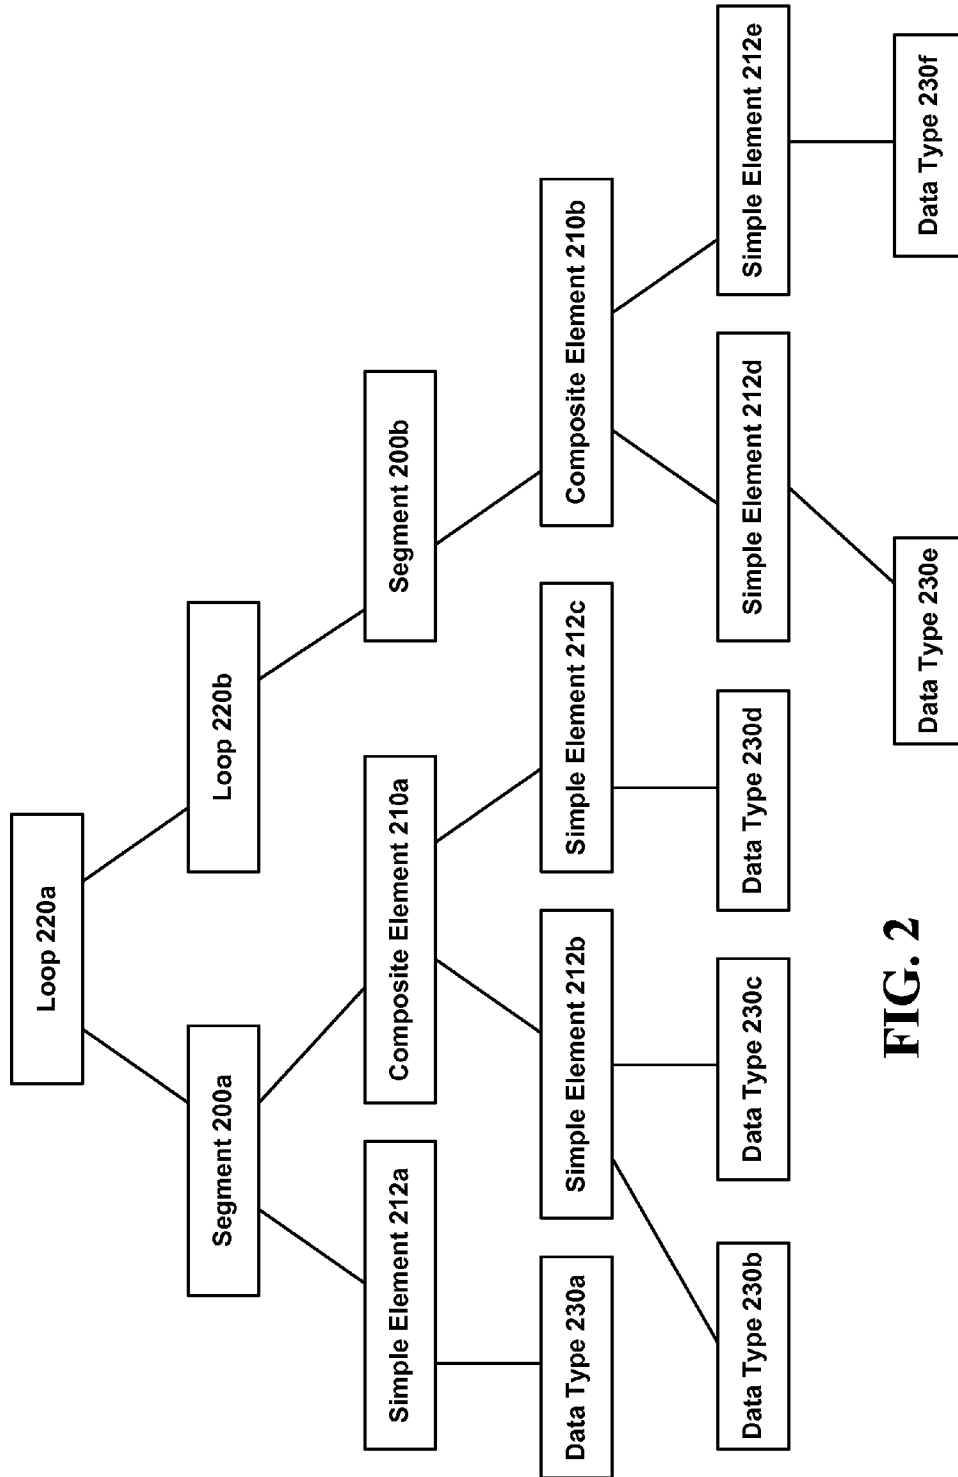 Loop 220a
Segment 200a
Loop 220b
Simple Element 212a
Composite Element 210a
Segment 200b
Data Type 230a
Simple Element 212b
Simple Element 212c
Composite Element 210b
Data Type 230b
Data Type 230c
Data Type 230d
Simple Element 212d
Simple Element 212e
Data Type 230e
Data Type 230f
FIG. 2